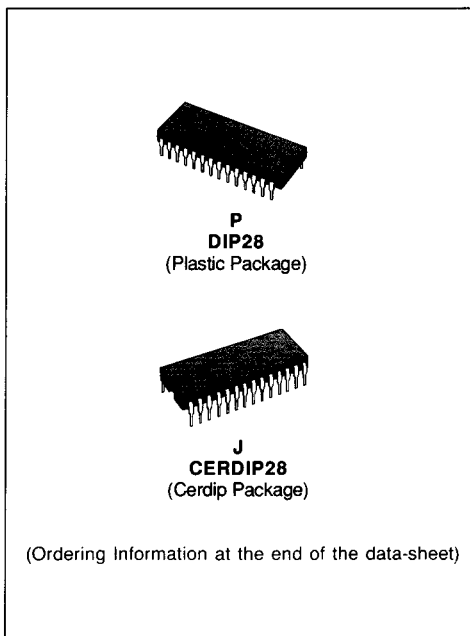 P
DIP28
(Plastic Package)
J
CERDIP28
(Cerdip Package)
(Ordering Information at the end of the data-sheet)